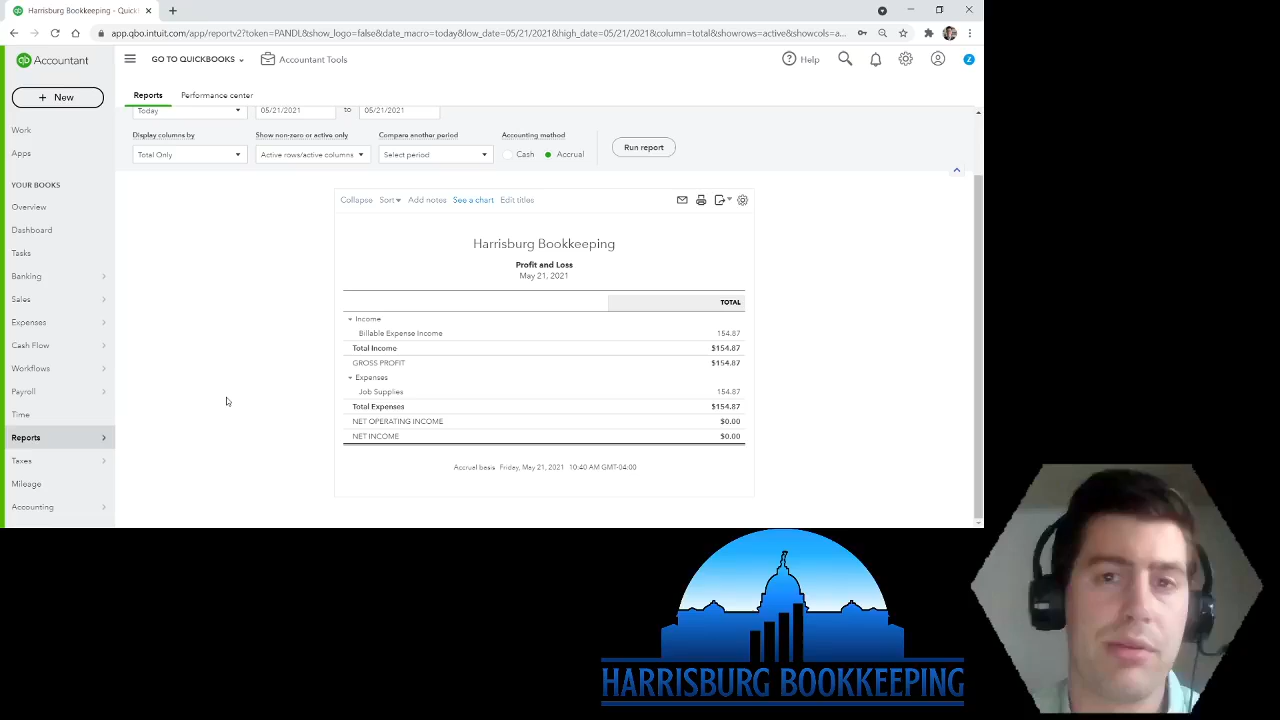 Harrisburg Bookkeeping - Quickl
app.qbo.intuit.com/app/reportv2?token=PANDL&show_logo=false&date_macro=today&low_date=05/21/2021&high_date=05/21/2021&column=total&showrows=active&showcols=a...
Accountant
GO TO QUICKBOOKS
Accountant Tools
Help
Z
+ New
Reports
Performance center
Today
05/21/2021
to
05/21/2021
Display columns by
Show non-zero or active only
Compare another period
Accounting method
Total Only
Active rows/active columns
Select period
Cash
Accrual
Run report
Work
Apps
YOUR BOOKS
Overview
Dashboard
Tasks
Banking
Sales
Expenses
Cash Flow
Workflows
Payroll
Time
Reports
Taxes
Mileage
Accounting
Collapse
Sort
Add notes
See a chart
Edit titles
Harrisburg Bookkeeping
Profit and Loss
May 21, 2021
TOTAL
Income
Billable Expense Income 154.87
Total Income $154.87
GROSS PROFIT $154.87
Expenses
Job Supplies 154.87
Total Expenses $154.87
NET OPERATING INCOME $0.00
NET INCOME $0.00
Accrual basis Friday, May 21, 2021 10:40 AM GMT-04:00
HARRISBURG BOOKKEEPING